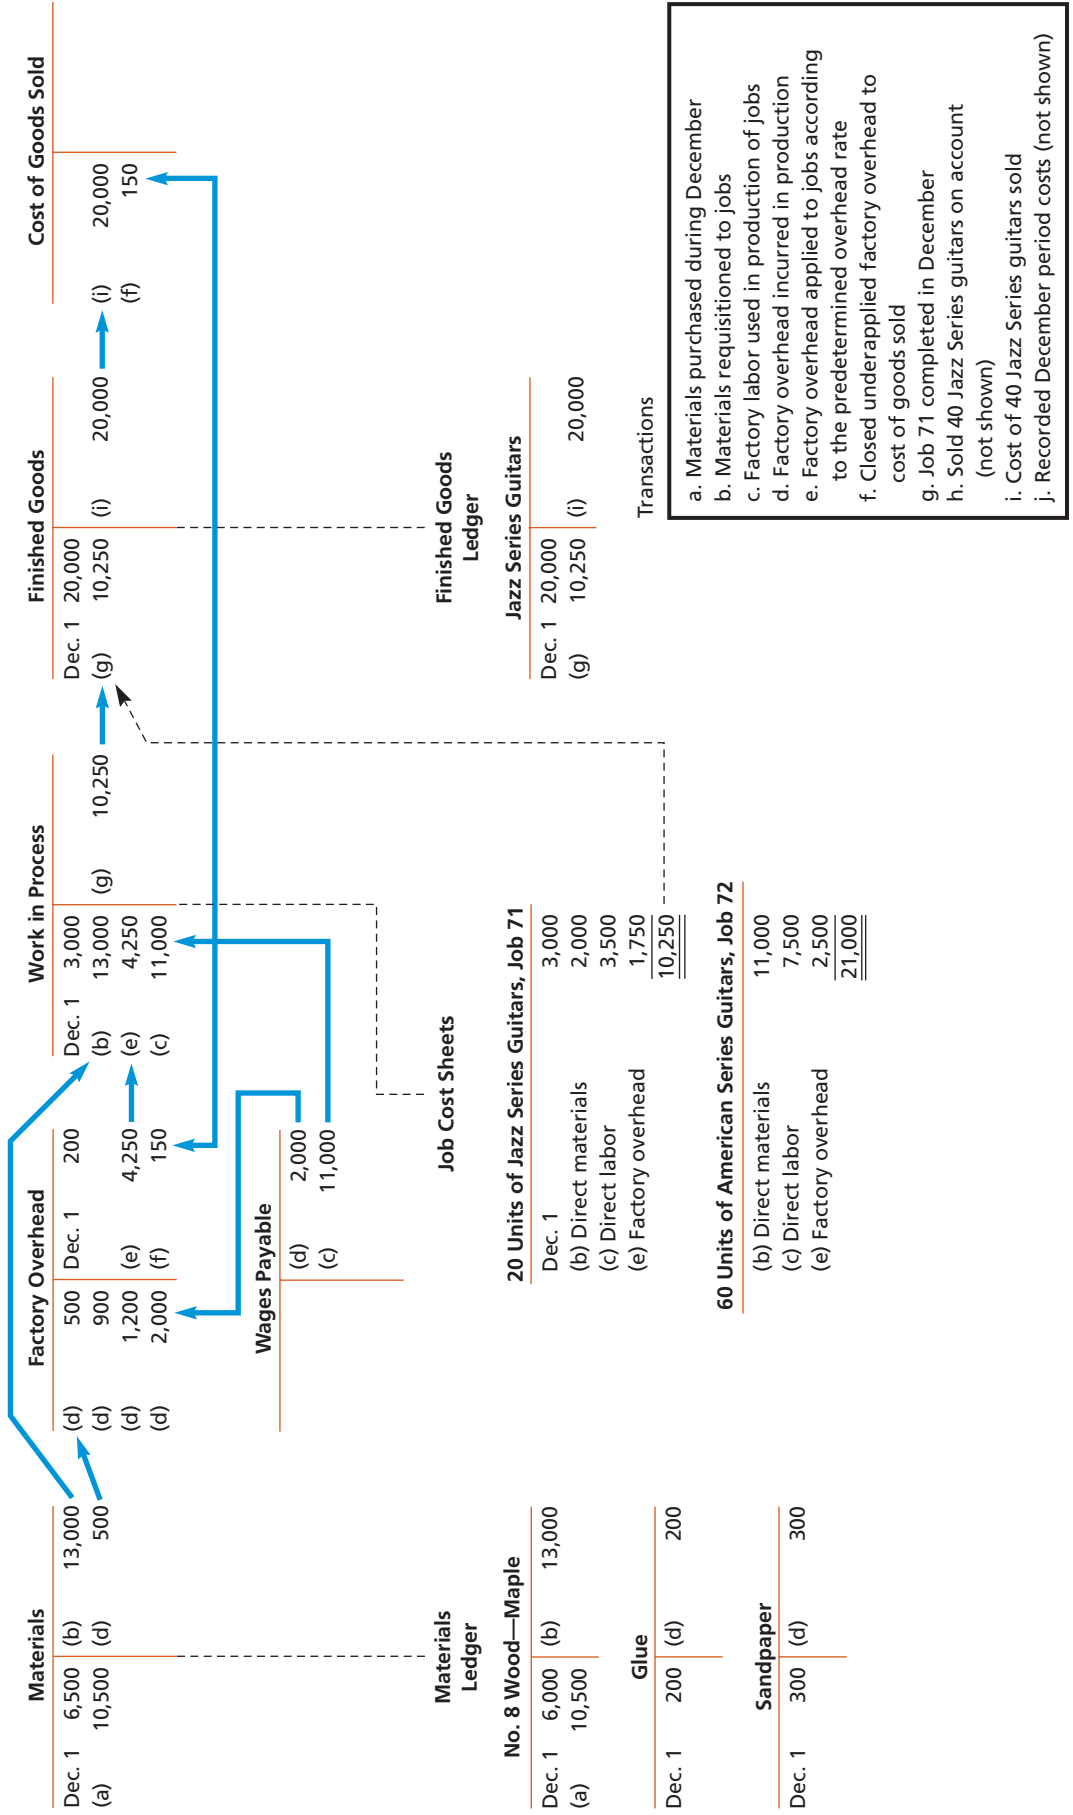 Materials
Dec. 1 6,500 (b) 13,000
(a) 10,500 (d) 500
Factory Overhead
(d) 500 Dec. 1 200
(d) 900
(d) 1,200 (e) 4,250
(d) 2,000 (f) 150
Wages Payable
(d) 2,000
(c) 11,000
Work in Process
Dec. 1 3,000
(b) 13,000 (g) 10,250
(e) 4,250
(c) 11,000
Finished Goods
Dec. 1 20,000
(g) 10,250 (i) 20,000
Cost of Goods Sold
(i) 20,000
(f) 150
Materials
Ledger
No. 8 Wood—Maple
Dec. 1 6,000 (b) 13,000
(a) 10,500
Glue
Dec. 1 200 (d) 200
Sandpaper
Dec. 1 300 (d) 300
Job Cost Sheets
20 Units of Jazz Series Guitars, Job 71
Dec. 1 3,000
(b) Direct materials 2,000
(c) Direct labor 3,500
(e) Factory overhead 1,750
10,250
60 Units of American Series Guitars, Job 72
(b) Direct materials 11,000
(c) Direct labor 7,500
(e) Factory overhead 2,500
21,000
Finished Goods
Ledger
Jazz Series Guitars
Dec. 1 20,000
(g) 10,250 (i) 20,000
Transactions
a. Materials purchased during December
b. Materials requisitioned to jobs
c. Factory labor used in production of jobs
d. Factory overhead incurred in production
e. Factory overhead applied to jobs according
to the predetermined overhead rate
f. Closed underapplied factory overhead to
cost of goods sold
g. Job 71 completed in December
h. Sold 40 Jazz Series guitars on account
(not shown)
i. Cost of 40 Jazz Series guitars sold
j. Recorded December period costs (not shown)